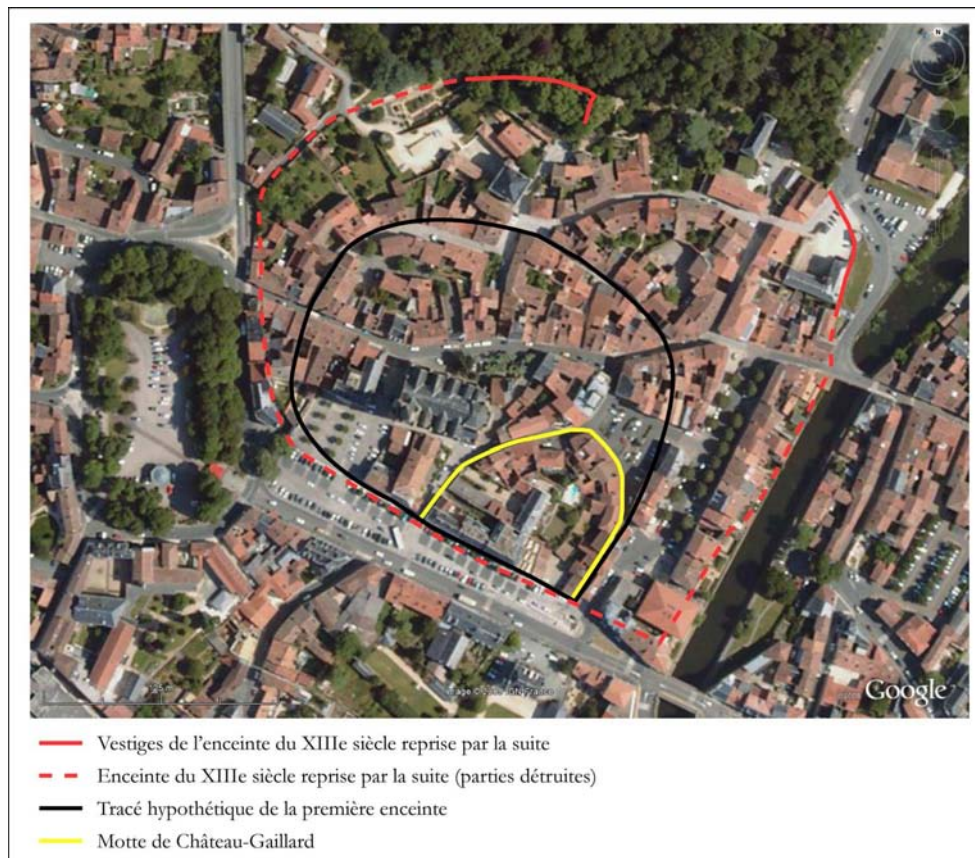 N
Google
Vestiges de l'enceinte du XIIIe siècle reprise par la suite
Enceinte du XIIIe siècle reprise par la suite (parties détruites)
Tracé hypothétique de la première enceinte
Motte de Château-Gaillard